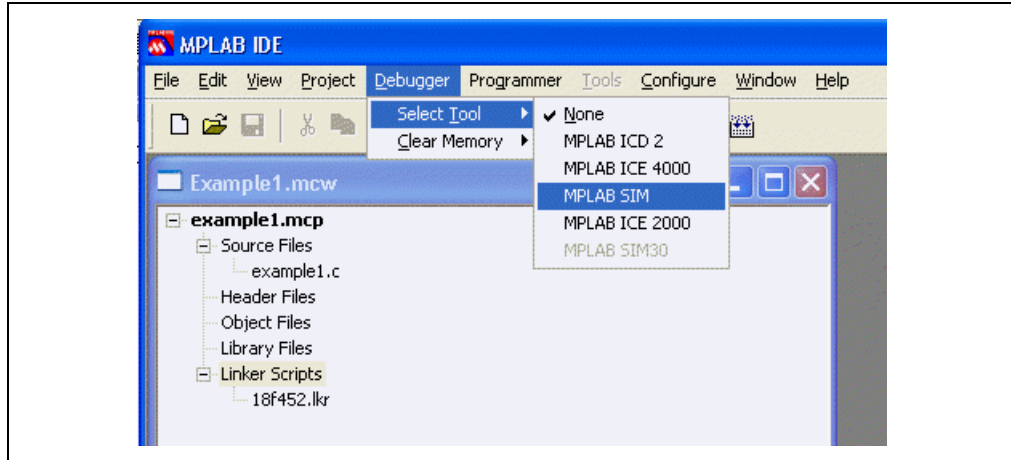 MPLAB IDE
File Edit View Project Debugger Programmer Tools Configure Window Help
Select Tool
Clear Memory
None
MPLAB ICD 2
MPLAB ICE 4000
MPLAB SIM
MPLAB ICE 2000
MPLAB SIM30
Example1.mcw
example1.mcp
Source Files
example1.c
Header Files
Object Files
Library Files
Linker Scripts
18f452.lkr